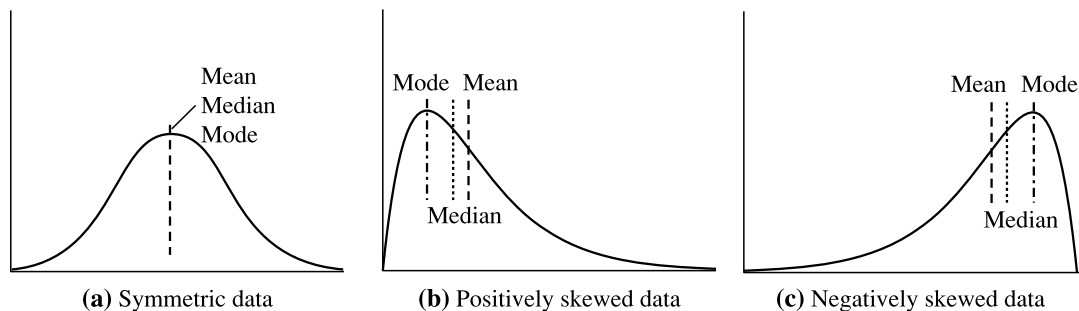 Mean
Median
Mode
Mode
Mean
Median
Mean
Mode
Median
(a) Symmetric data
(b) Positively skewed data
(c) Negatively skewed data